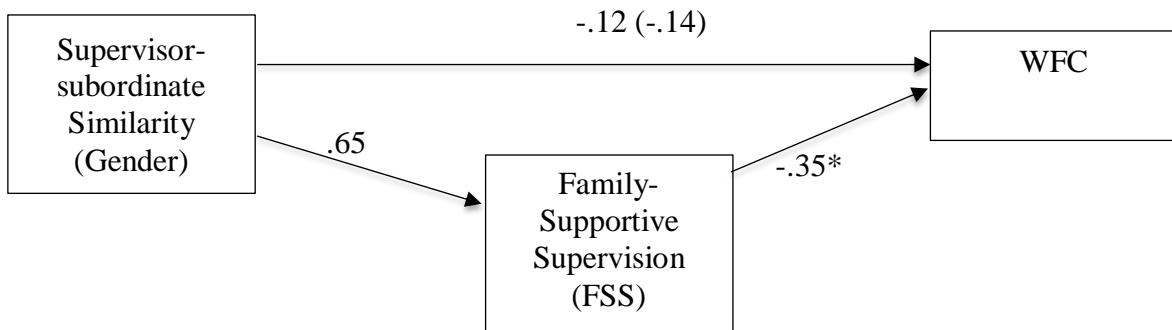 -.12 (-.14)
Supervisor-
subordinate
Similarity
(Gender)
WFC
.65
-.35*
Family-
Supportive
Supervision
(FSS)